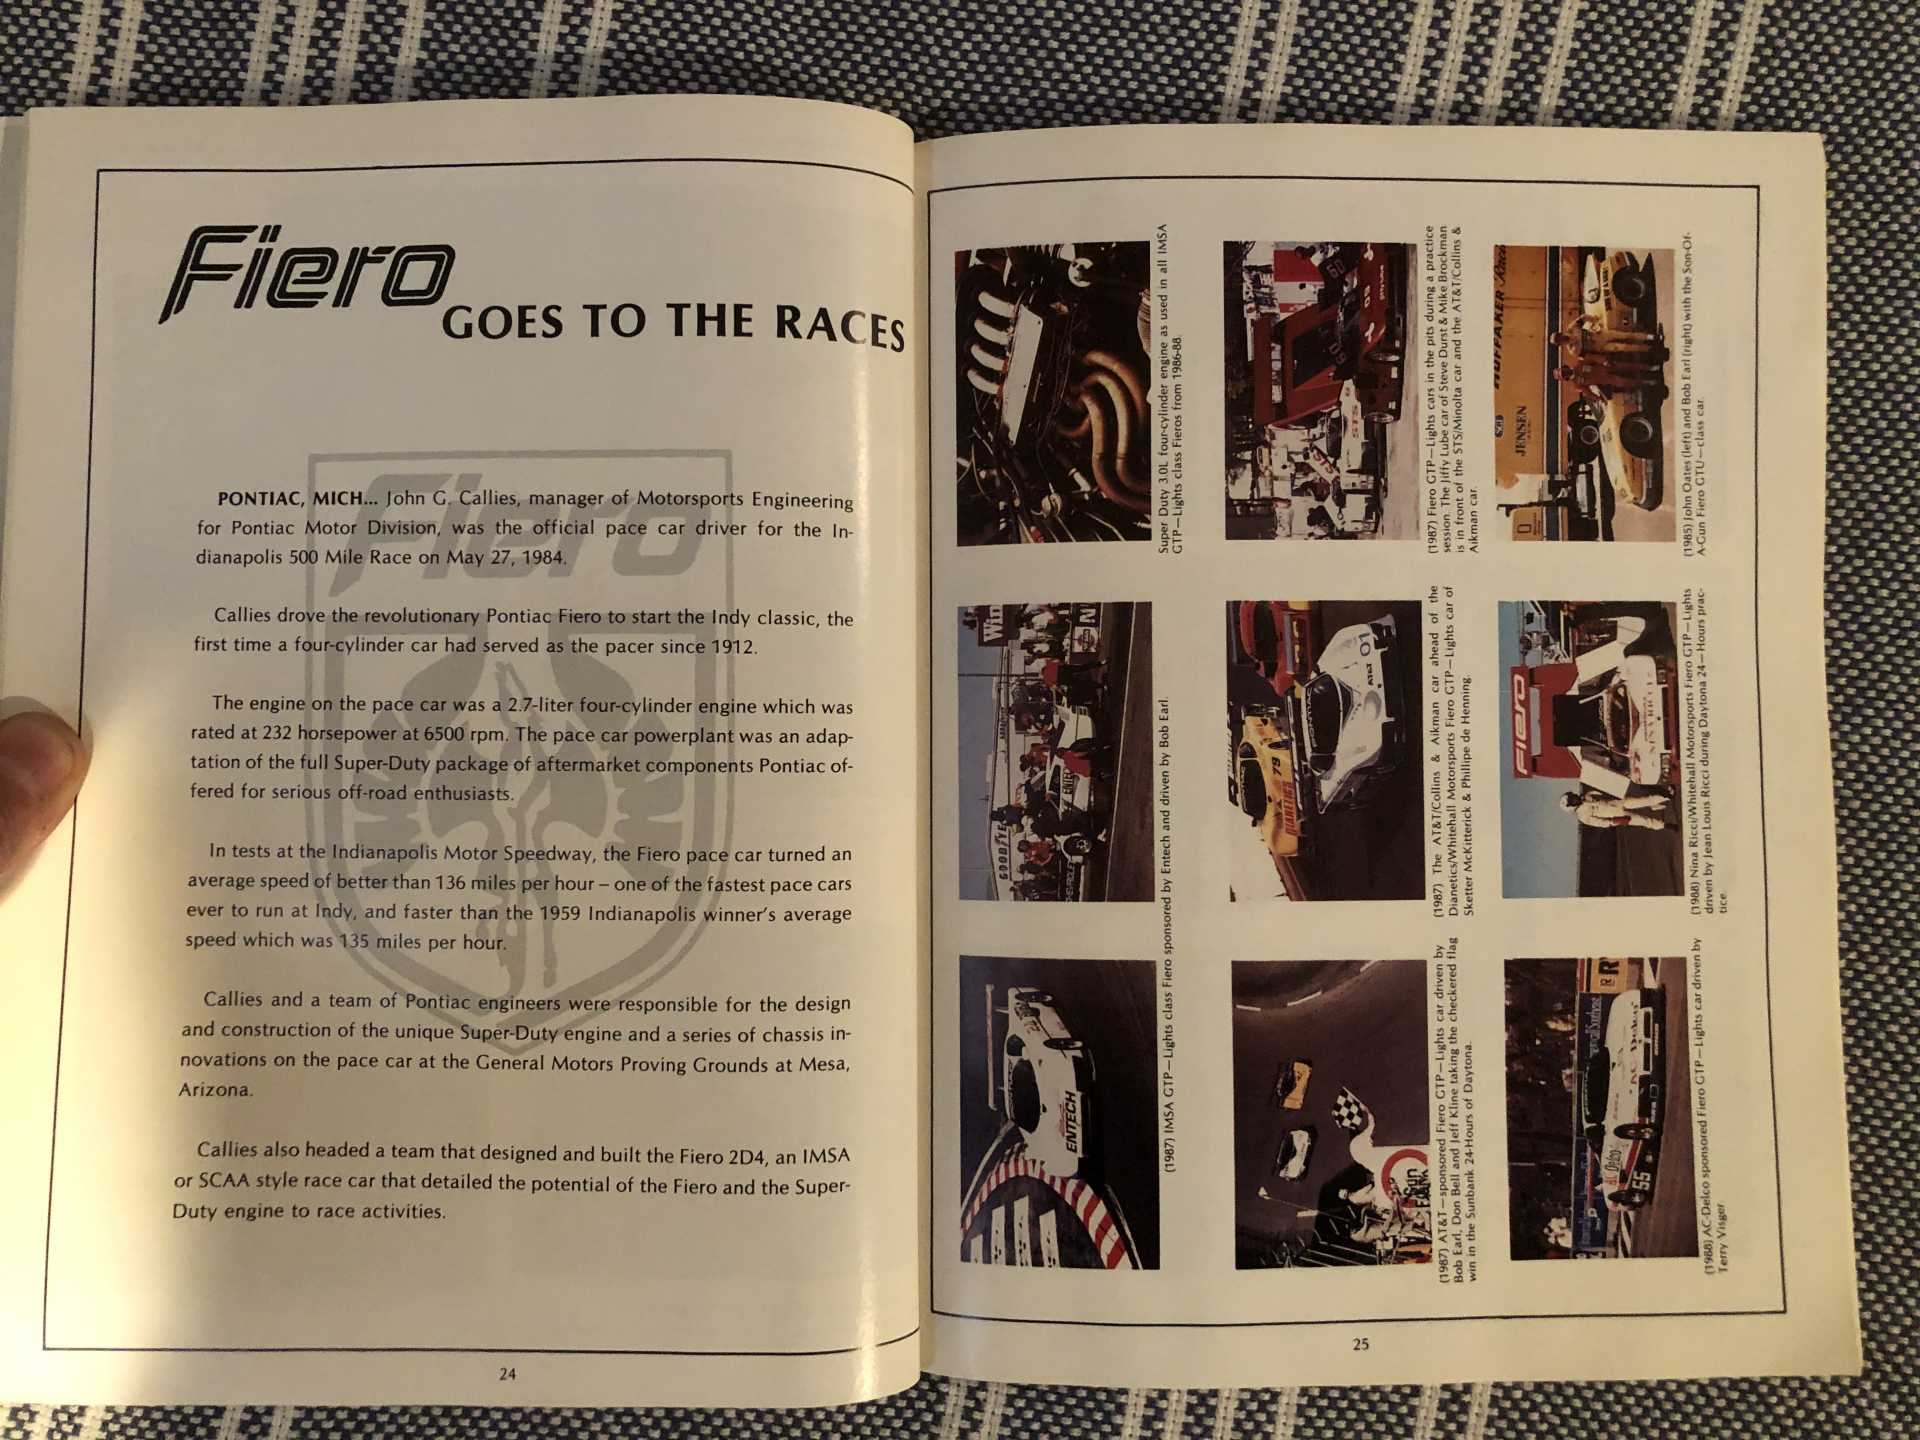 Fiero
GOES TO THE RACES
Fiero
PONTIAC, MICH... John G. Callies, manager of Motorsports Engineering
for Pontiac Motor Division, was the official pace car driver for the In-
dianapolis 500 Mile Race on May 27, 1984.
Callies drove the revolutionary Pontiac Fiero to start the Indy classic, the
first time a four-cylinder car had served as the pacer since 1912.
The engine on the pace car was a 2.7-liter four-cylinder engine which was
rated at 232 horsepower at 6500 rpm. The pace car powerplant was an adap-
tation of the full Super-Duty package of aftermarket components Pontiac of-
fered for serious off-road enthusiasts.
In tests at the Indianapolis Motor Speedway, the Fiero pace car turned an
average speed of better than 136 miles per hour – one of the fastest pace cars
ever to run at Indy, and faster than the 1959 Indianapolis winner's average
speed which was 135 miles per hour.
Callies and a team of Pontiac engineers were responsible for the design
and construction of the unique Super-Duty engine and a series of chassis in-
novations on the pace car at the General Motors Proving Grounds at Mesa,
Arizona.
Callies also headed a team that designed and built the Fiero 2D4, an IMSA
or SCAA style race car that detailed the potential of the Fiero and the Super-
Duty engine to race activities.
24
ENTECH
(1987) IMSA GTP—Lights class Fiero sponsored by Entech and driven by Bob Earl.
GOODYE
CHEVROLE
ENTE
Win
N
Super Duty 3.0L four-cylinder engine as used in all IMSA
GTP—Lights class Fieros from 1986-88.
Sun
(1987) AT&T—sponsored Fiero GTP—Lights car driven by
Bob Earl, Don Bell and Jeff Kline taking the checkered flag
win in the Sunbank 24-Hours of Daytona.
79
AT&T
01
(1987) The AT&T/Collins & Aikman car ahead of the
Dianetics/Whitehall Motorsports Fiero GTP—Lights car of
Sketter McKitterick & Phillipe de Henning.
STS
STS
60
(1987) Fiero GTP—Lights cars in the pits during a practice
session. The Jiffy Lube car of Steve Durst & Mike Brockman
is in front of the STS/Minolta car and the AT&T/Collins &
Aikman car.
55
AC Delco
(1988) AC-Delco sponsored Fiero GTP—Lights car driven by
Terry Visger.
FIERO
(1988) Nina Ricci/Whitehall Motorsports Fiero GTP—Lights
driven by Jean Louis Ricci during Daytona 24—Hours prac-
tice.
JENSEN
HUFFAKER Race
(1985) John Oates (left) and Bob Earl (right) with the Son-Of-
A-Gun Fiero GTU—class car.
25